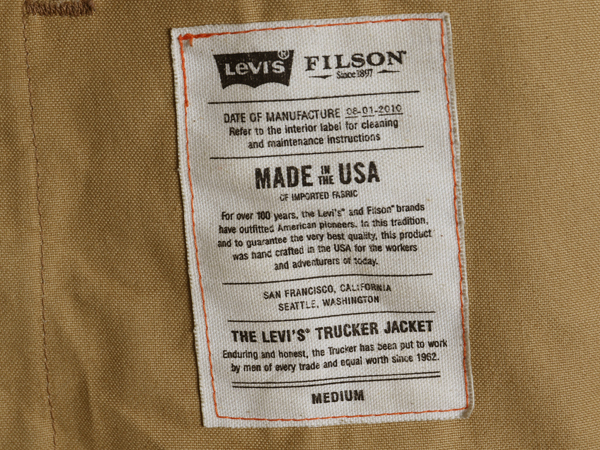 Levi's® FILSON®
Since 1897
DATE OF MANUFACTURE 08-01-2010
Refer to the interior label for cleaning
and maintenance instructions
MADE IN THE USA
OF IMPORTED FABRIC
For over 100 years, the Levi's® and Filson® brands
have outfitted American pioneers. In this tradition,
and to guarantee the very best quality, this product
was hand crafted in the USA for the workers
and adventurers of today.
SAN FRANCISCO, CALIFORNIA
SEATTLE, WASHINGTON
THE LEVI'S® TRUCKER JACKET
Enduring and honest, the Trucker has been put to work
by men of every trade and equal worth since 1962.
MEDIUM